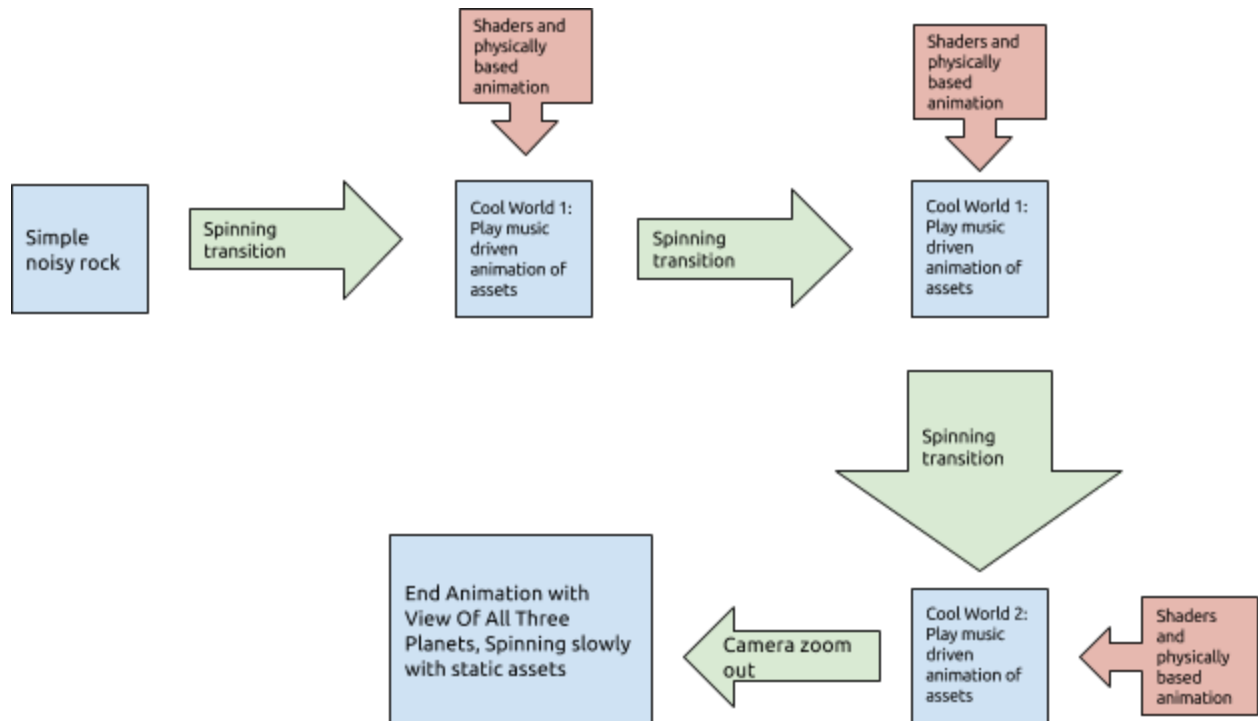 Shaders and
physically
based
animation
Shaders and
physically
based
animation
Simple
noisy rock
Spinning
transition
Cool World 1:
Play music
driven
animation of
assets
Spinning
transition
Cool World 1:
Play music
driven
animation of
assets
Spinning
transition
End Animation with
View Of All Three
Planets, Spinning slowly
with static assets
Camera zoom
out
Cool World 2:
Play music
driven
animation of
assets
Shaders
and
physically
based
animation